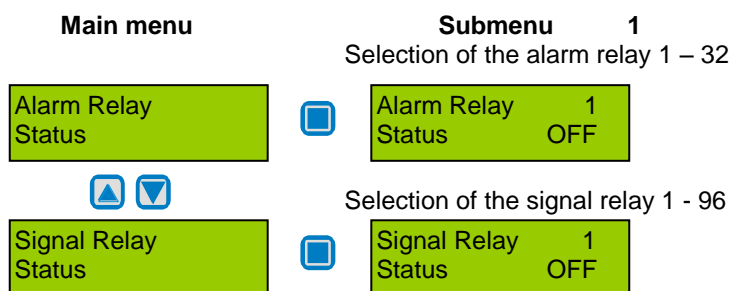 Main menu
Submenu 1
Selection of the alarm relay 1 – 32
Alarm Relay
Status
Alarm Relay 1
Status OFF
Selection of the signal relay 1 - 96
Signal Relay
Status
Signal Relay 1
Status OFF